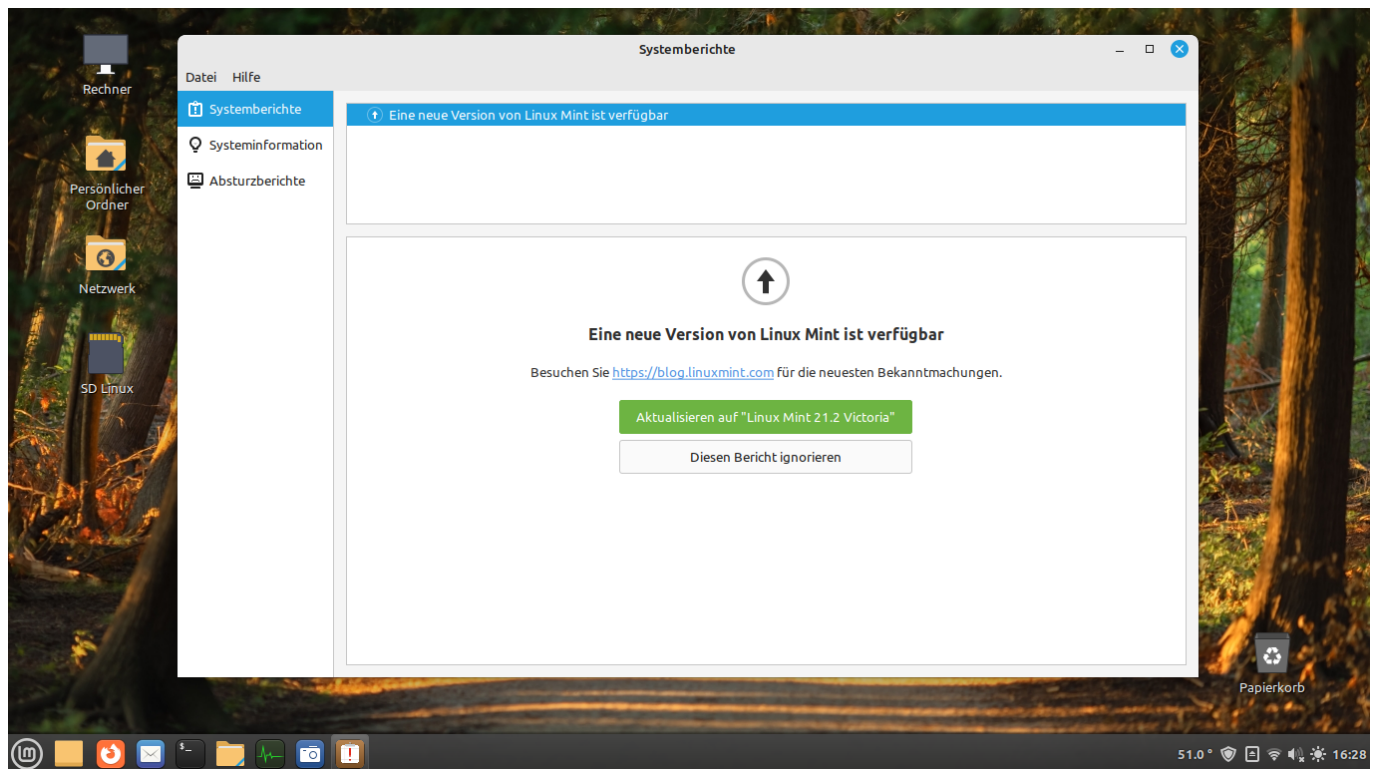 Systemberichte
Datei Hilfe
Rechner
Persönlicher
Ordner
Netzwerk
SD Linux
Systemberichte
Systeminformation
Absturzberichte
Eine neue Version von Linux Mint ist verfügbar
Eine neue Version von Linux Mint ist verfügbar
Besuchen Sie https://blog.linuxmint.com für die neuesten Bekanntmachungen.
Aktualisieren auf "Linux Mint 21.2 Victoria"
Diesen Bericht ignorieren
Papierkorb
$_
51.0° 16:28